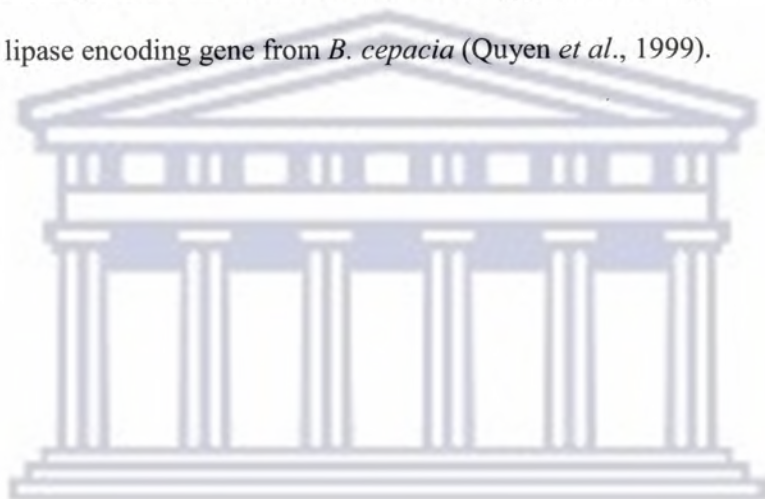 lipase encoding gene from B. cepacia (Quyen et al., 1999).